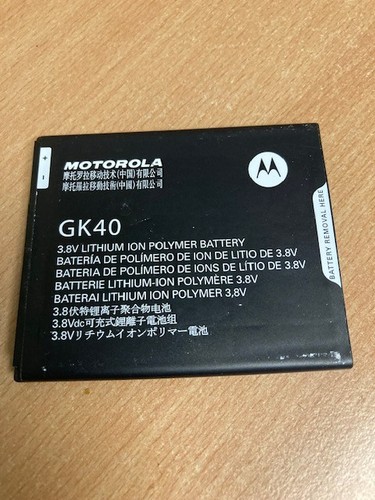 +
-
MOTOROLA
摩托罗拉移动技术(中国)有限公司
摩托羅拉移動技術(中国)有限公司
GK40
3.8V LITHIUM ION POLYMER BATTERY
BATERÍA DE POLÍMERO DE ION DE LITIO DE 3.8V
BATERIA DE POLÍMERO DE IONS DE LÍTIO DE 3.8V
BATTERIE LITHIUM-ION POLYMÈRE 3.8V
BATERAI LITHIUM ION POLYMER 3,8V
3.8伏特锂离子聚合物电池
3.8Vdc可充式鋰離子電池組
3.8Vリチウムイオンポリマー電池
BATTERY REMOVAL HERE